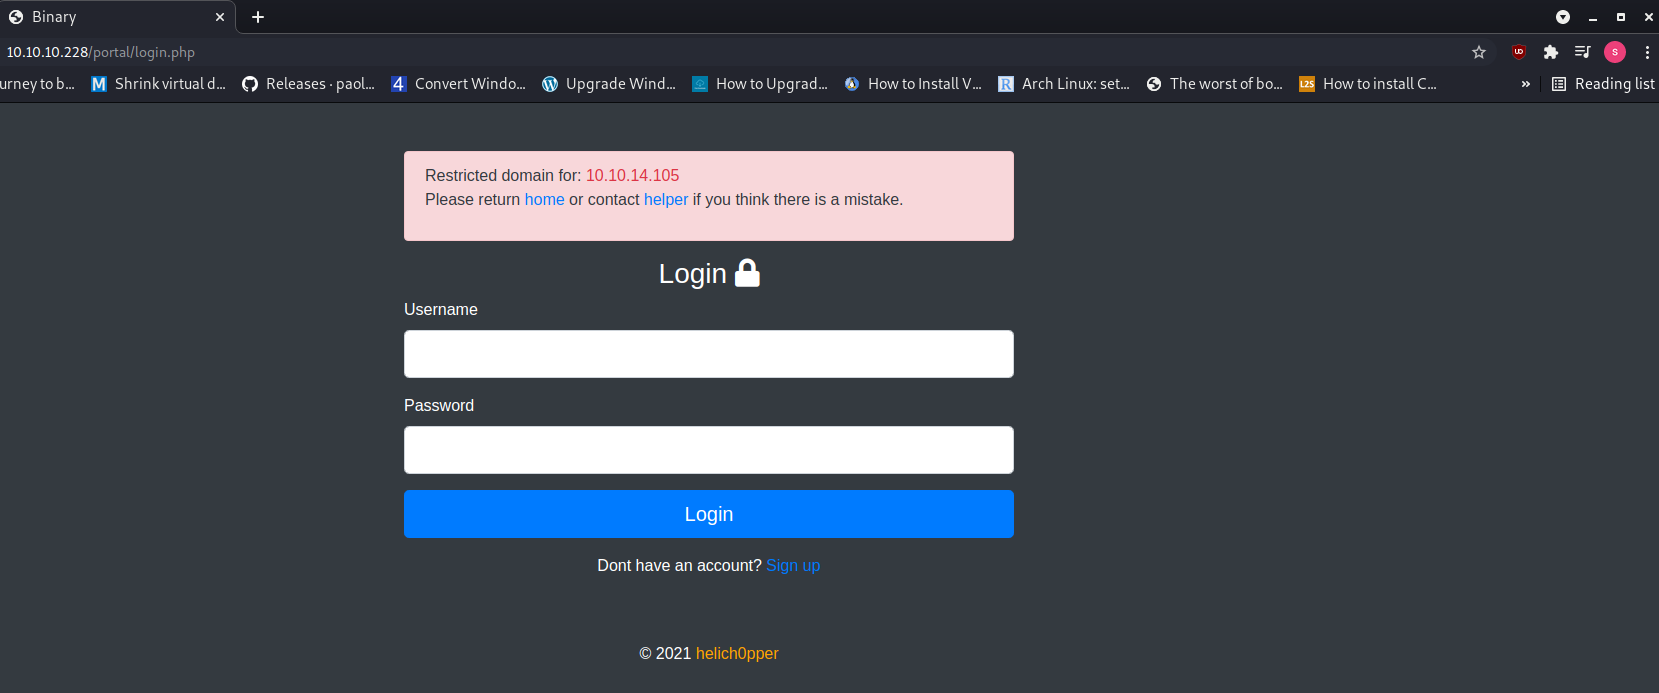 Binary
10.10.10.228/portal/login.php
urney to b... Shrink virtual d... Releases · paol... 4 Convert Windo... Upgrade Wind... How to Upgrad... How to Install V... R Arch Linux: set... The worst of bo... L2S How to install C... » Reading list
Restricted domain for: 10.10.14.105
Please return home or contact helper if you think there is a mistake.
Login
Username
Password
Login
Dont have an account? Sign up
© 2021 helich0pper